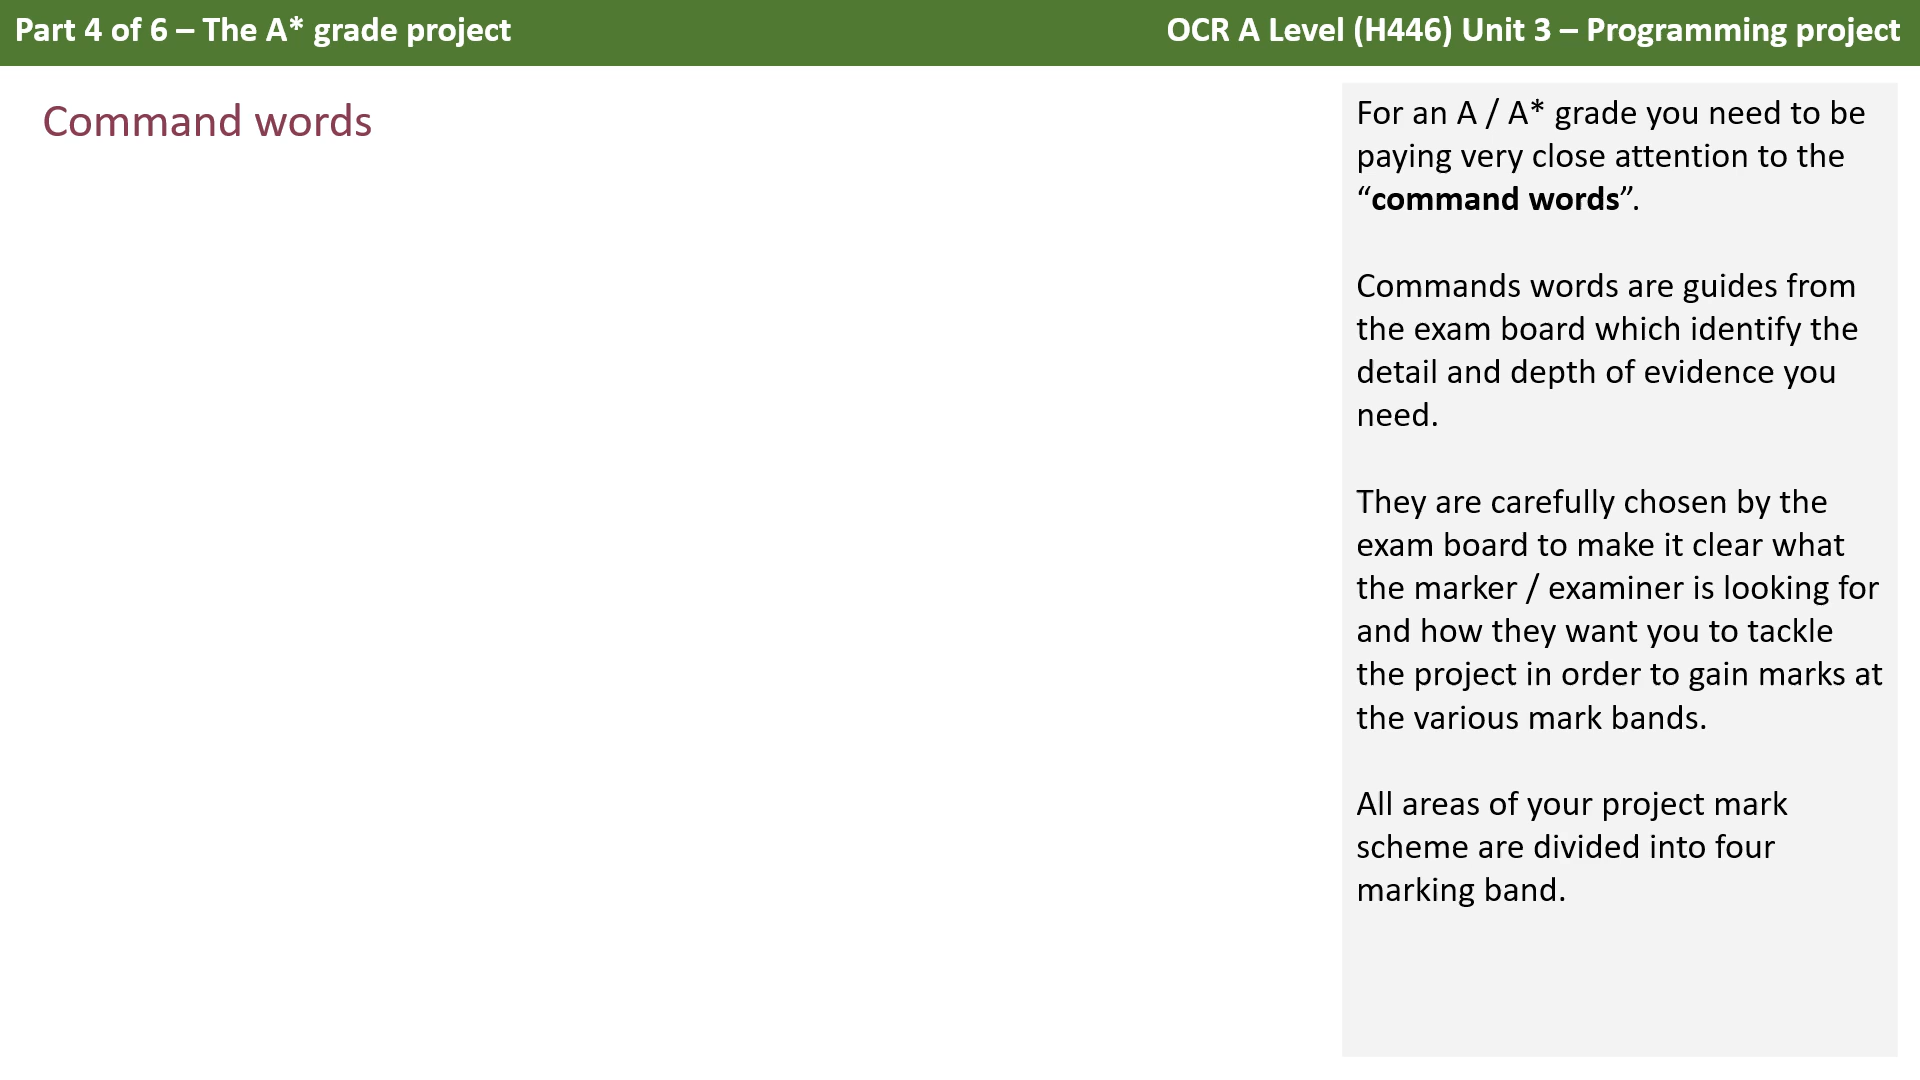 Part 4 of 6 – The A* grade project
OCR A Level (H446) Unit 3 – Programming project
Command words
For an A / A* grade you need to be
paying very close attention to the
“command words”.
Commands words are guides from
the exam board which identify the
detail and depth of evidence you
need.
They are carefully chosen by the
exam board to make it clear what
the marker / examiner is looking for
and how they want you to tackle
the project in order to gain marks at
the various mark bands.
All areas of your project mark
scheme are divided into four
marking band.